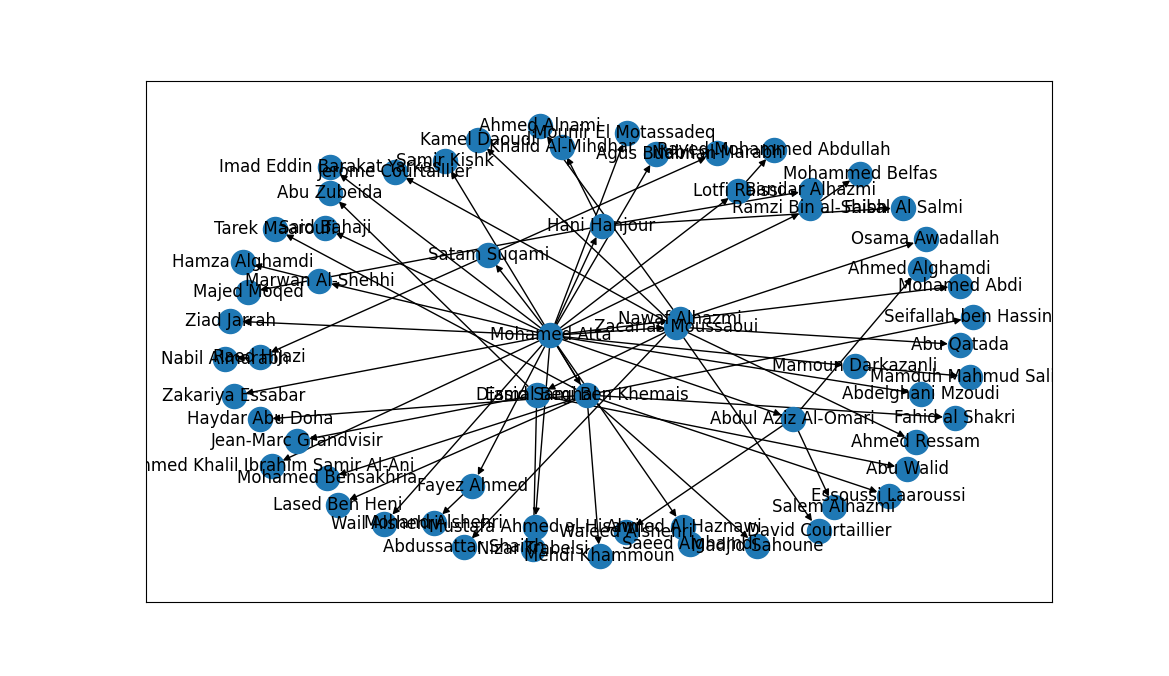 Ahmed Alnami
Mounir El Motassadeq
Kamel Daoudi
Khalid Al-Mihdhar
Agus Budiman
Nabil al-Marabh
Rayed Mohammed Abdullah
Samir Kishk
Imad Eddin Barakat Yarkas
Jerome Courtaillier
Mohammed Belfas
Abu Zubeida
Lotfi Raissi
Bandar Alhazmi
Ramzi Bin al-Shibh
Faisal Al Salmi
Tarek Maaroufi
Said Bahaji
Hani Hanjour
Osama Awadallah
Satam Suqami
Hamza Alghamdi
Ahmed Alghamdi
Marwan Al-Shehhi
Majed Moqed
Mohamed Abdi
Ziad Jarrah
Nawaf Alhazmi
Zacarias Moussaoui
Seifallah ben Hassine
Mohamed Atta
Abu Qatada
Nabil Almarabh
Raed Hijazi
Mamoun Darkazanli
Mamduh Mahmud Sali
Zakariya Essabar
Djamal Beghal
Essid Sami Ben Khemais
Abdelghani Mzoudi
Haydar Abu Doha
Abdul Aziz Al-Omari
Fahid al Shakri
Jean-Marc Grandvisir
Ahmed Ressam
hmed Khalil Ibrahim Samir Al-Ani
Abu Walid
Mohamed Bensakhria
Fayez Ahmed
Essoussi Laaroussi
Lased Ben Heni
Salem Alhazmi
Wail Alshehri
Mohand Alshehri
Mustafa Ahmed al-Hisawi
Ahmed Al Haznawi
Waleed Alshehri
David Courtaillier
Abdussattar Shaikh
Nizar Trabelsi
Saeed Alghamdi
Madjid Sahoune
Mehdi Khammoun